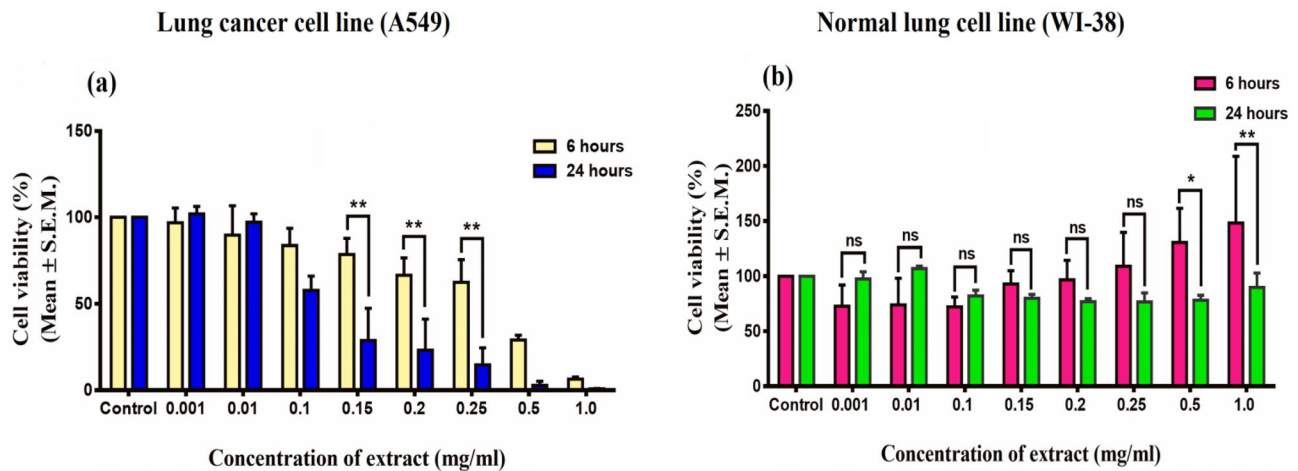 Lung cancer cell line (A549)
Normal lung cell line (WI-38)
(a)
6 hours
24 hours
150
100
50
0
Cell viability (%)
(Mean ± S.E.M.)
**
**
**
Control 0.001 0.01 0.1 0.15 0.2 0.25 0.5 1.0
Concentration of extract (mg/ml)
(b)
6 hours
24 hours
250
200
150
100
50
0
Cell viability (%)
(Mean ± S.E.M.)
ns ns ns ns ns ns * **
Control 0.001 0.01 0.1 0.15 0.2 0.25 0.5 1.0
Concentration of extract (mg/ml)